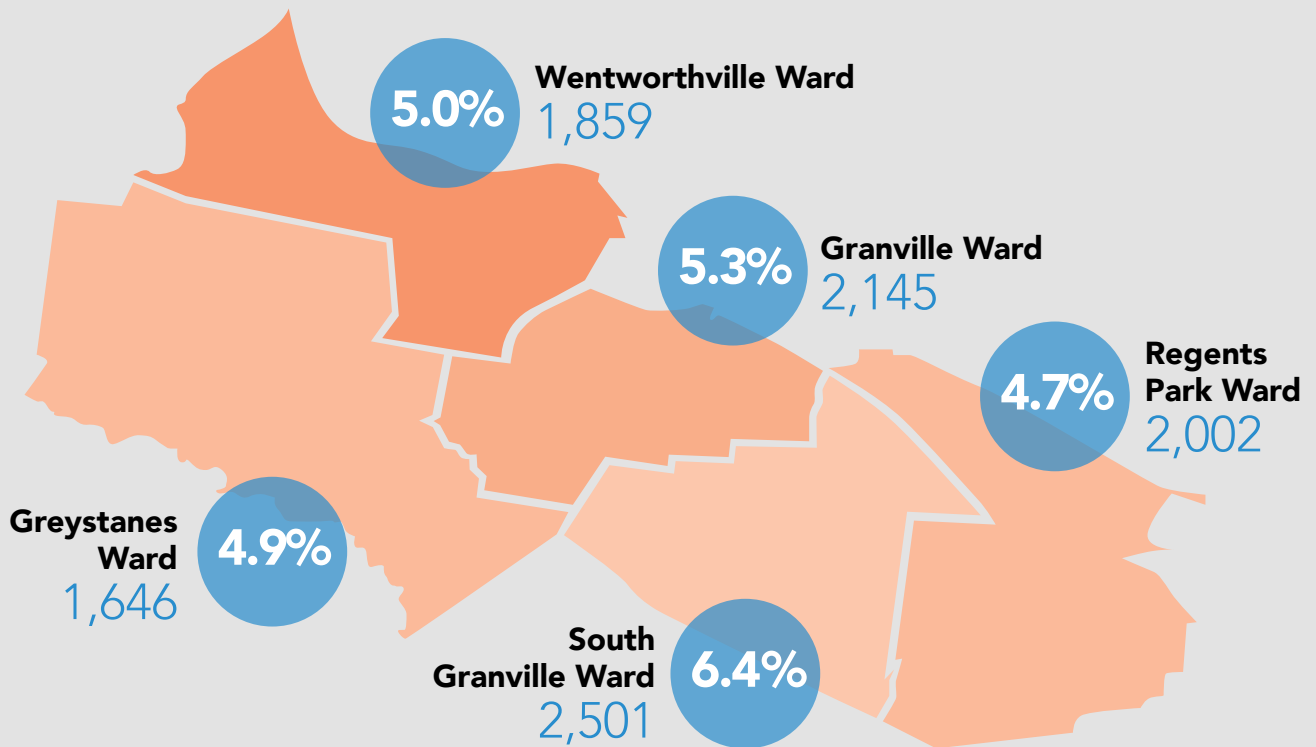 5.0%
Wentworthville Ward
1,859
5.3%
Granville Ward
2,145
4.7%
Regents
Park Ward
2,002
Greystanes
Ward
1,646
4.9%
South
Granville Ward
2,501
6.4%